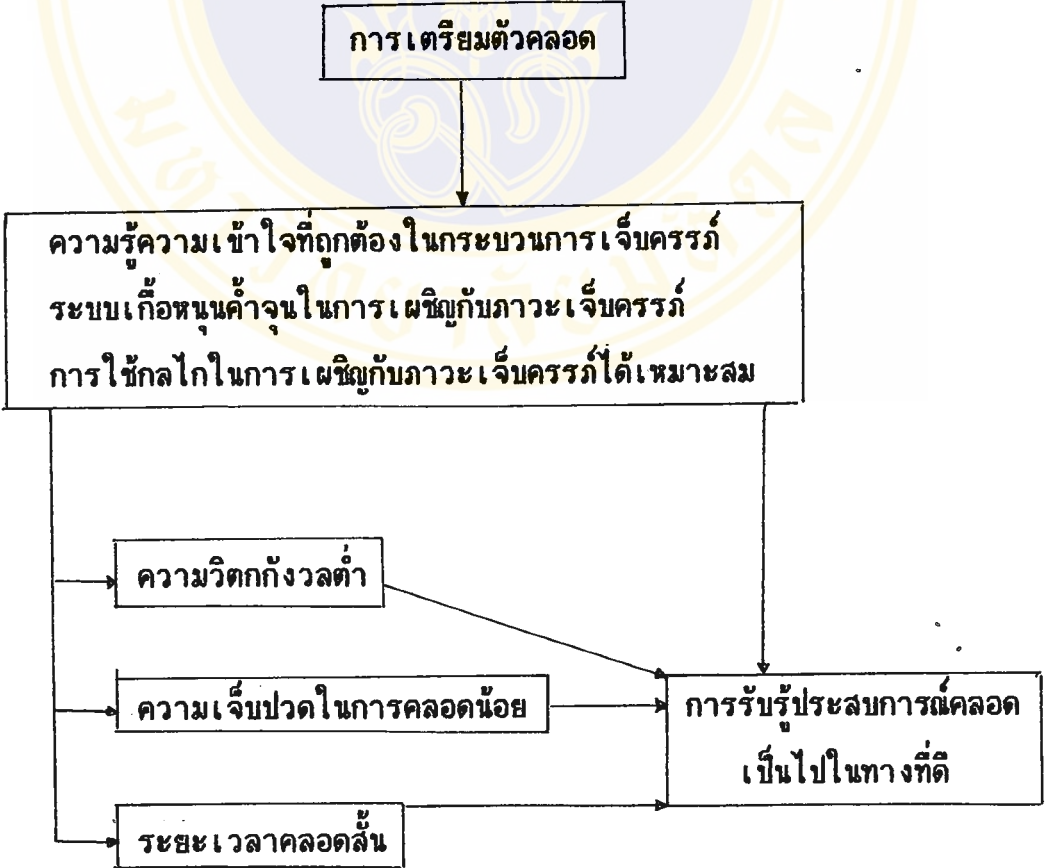 การเตรียมตัวคลอด
ความรู้ความเข้าใจที่ถูกต้องในกระบวนการเจ็บครรภ์
ระบบเกื้อหนุนค้ำจุนในการเผชิญกับภาวะเจ็บครรภ์
การใช้กลไกในการเผชิญกับภาวะเจ็บครรภ์ได้เหมาะสม
ความวิตกกังวลต่ำ
ความเจ็บปวดในการคลอดน้อย
การรับรู้ประสบการณ์คลอด
เป็นไปในทางที่ดี
ระยะเวลาคลอดสั้น